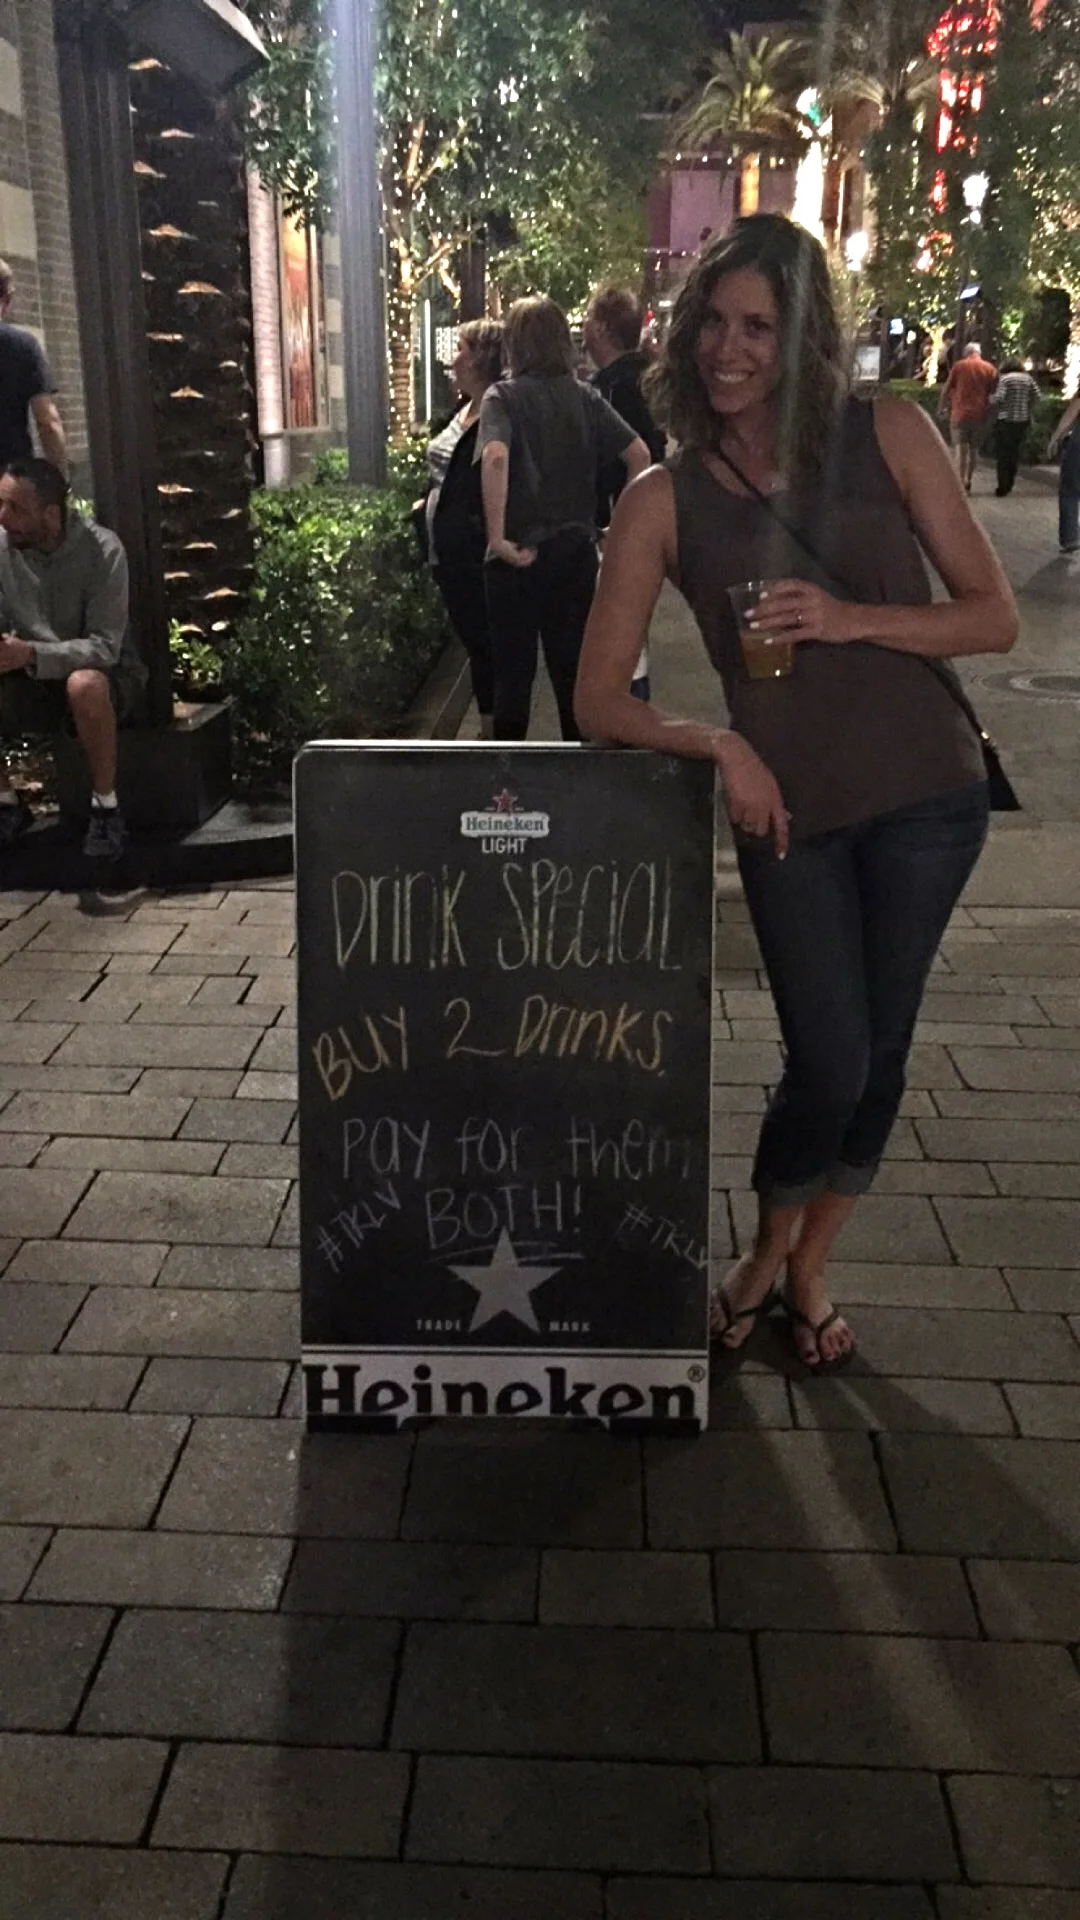 Heineken
LIGHT
Drink Special
BUY 2 Drinks.
Pay for them
BOTH!
#TKLV
#TKLV
TRADE MARK
Heineken®